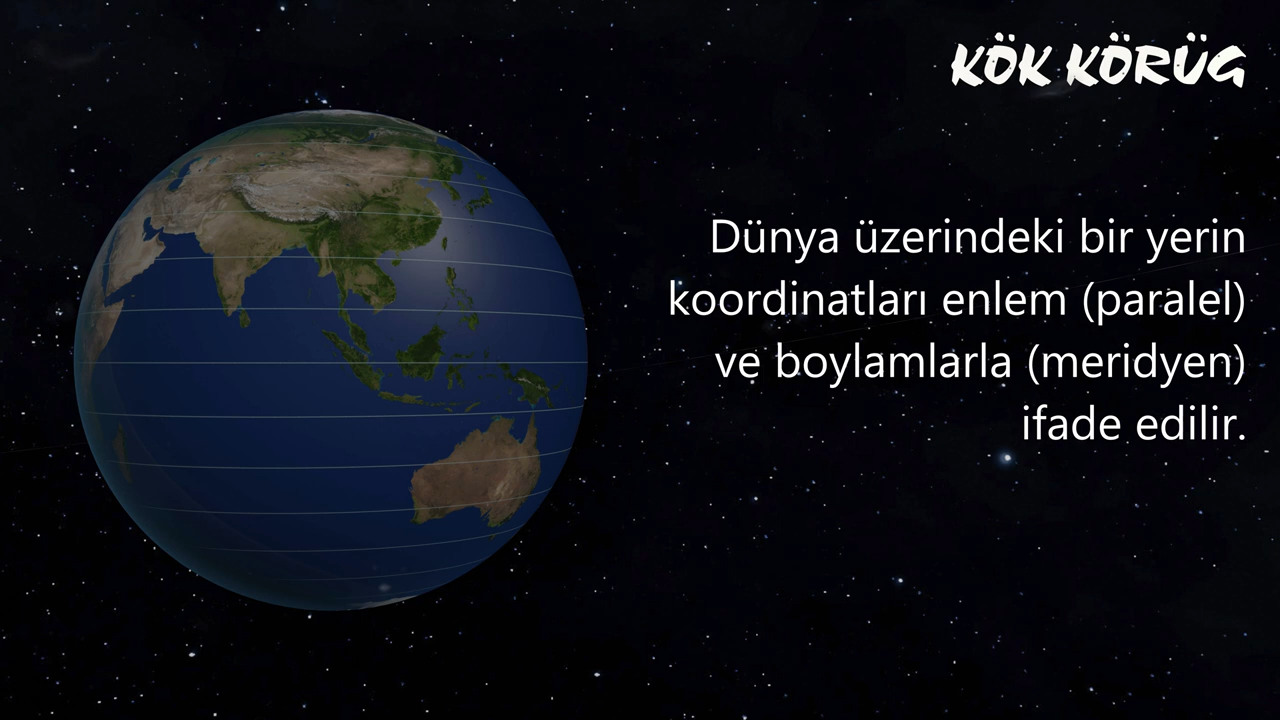 KÖK KÖRÜG
Dünya üzerindeki bir yerin
koordinatları enlem (paralel)
ve boylamlarla (meridyen)
ifade edilir.